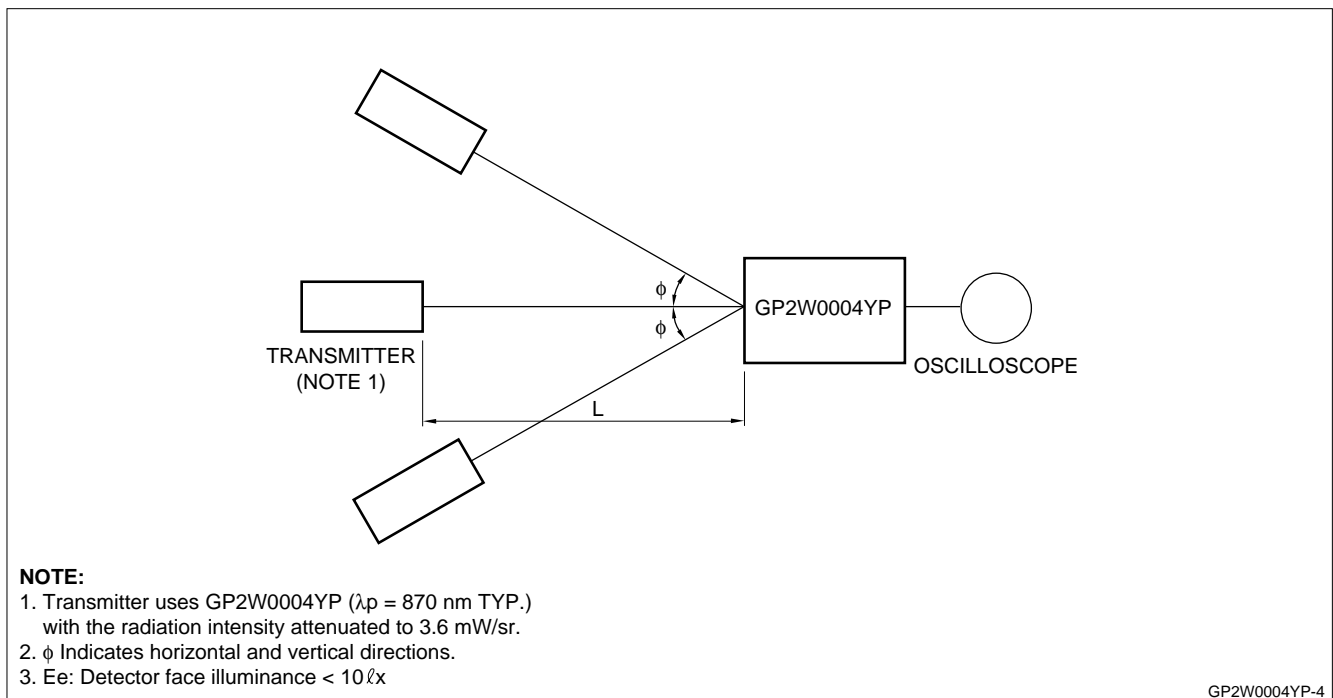 φ
φ
GP2W0004YP
TRANSMITTER
(NOTE 1)
OSCILLOSCOPE
L
NOTE:
1. Transmitter uses GP2W0004YP (λp = 870 nm TYP.)
with the radiation intensity attenuated to 3.6 mW/sr.
2. φ Indicates horizontal and vertical directions.
3. Ee: Detector face illuminance < 10 ℓx
GP2W0004YP-4